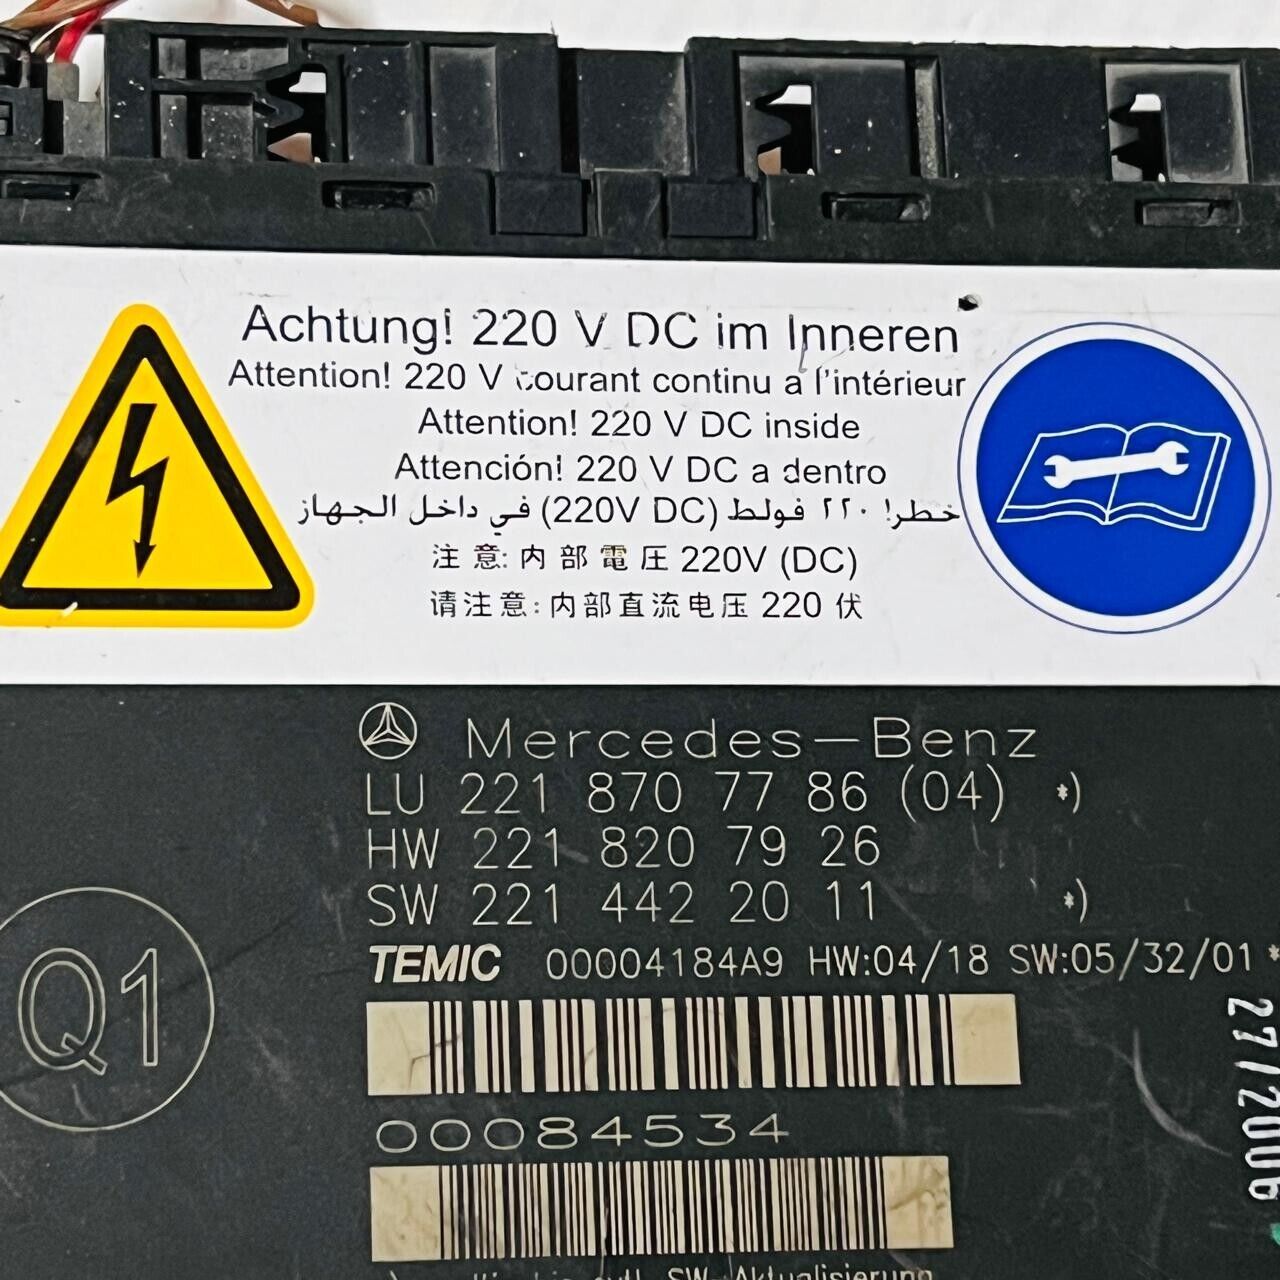 Achtung! 220 V DC im Inneren
Attention! 220 V courant continu a l'intérieur
Attention! 220 V DC inside
Attención! 220 V DC a dentro
خطر! ٢٢٠ فولط (220V DC) في داخل الجهاز
注意: 内部電圧 220V (DC)
请注意: 内部直流电压 220 伏
Mercedes-Benz
LU 221 870 77 86 (04) *)
HW 221 820 79 26
SW 221 442 20 11 *)
TEMIC 00004184A9 HW:04/18 SW:05/32/01 *
Q1
27/2006
00084534
SW-Aktualisierung